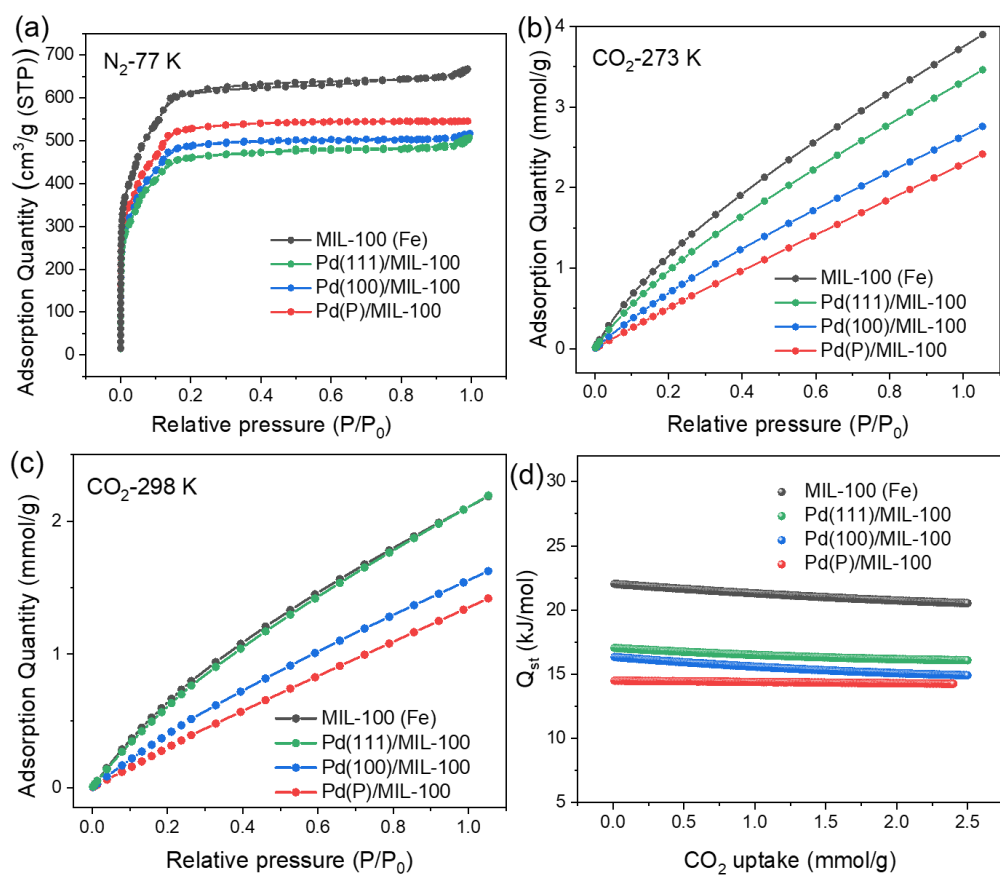 (a)
N₂-77 K
Adsorption Quantity (cm³/g (STP))
700
600
500
400
300
200
100
0
MIL-100 (Fe)
Pd(111)/MIL-100
Pd(100)/MIL-100
Pd(P)/MIL-100
0.0 0.2 0.4 0.6 0.8 1.0
Relative pressure (P/P₀)
(b)
CO₂-273 K
Adsorption Quantity (mmol/g)
4
3
2
1
0
MIL-100 (Fe)
Pd(111)/MIL-100
Pd(100)/MIL-100
Pd(P)/MIL-100
0.0 0.2 0.4 0.6 0.8 1.0
Relative pressure (P/P₀)
(c)
CO₂-298 K
Adsorption Quantity (mmol/g)
2
1
0
MIL-100 (Fe)
Pd(111)/MIL-100
Pd(100)/MIL-100
Pd(P)/MIL-100
0.0 0.2 0.4 0.6 0.8 1.0
Relative pressure (P/P₀)
(d)
Qst (kJ/mol)
30
25
20
15
10
5
MIL-100 (Fe)
Pd(111)/MIL-100
Pd(100)/MIL-100
Pd(P)/MIL-100
0.0 0.5 1.0 1.5 2.0 2.5
CO₂ uptake (mmol/g)